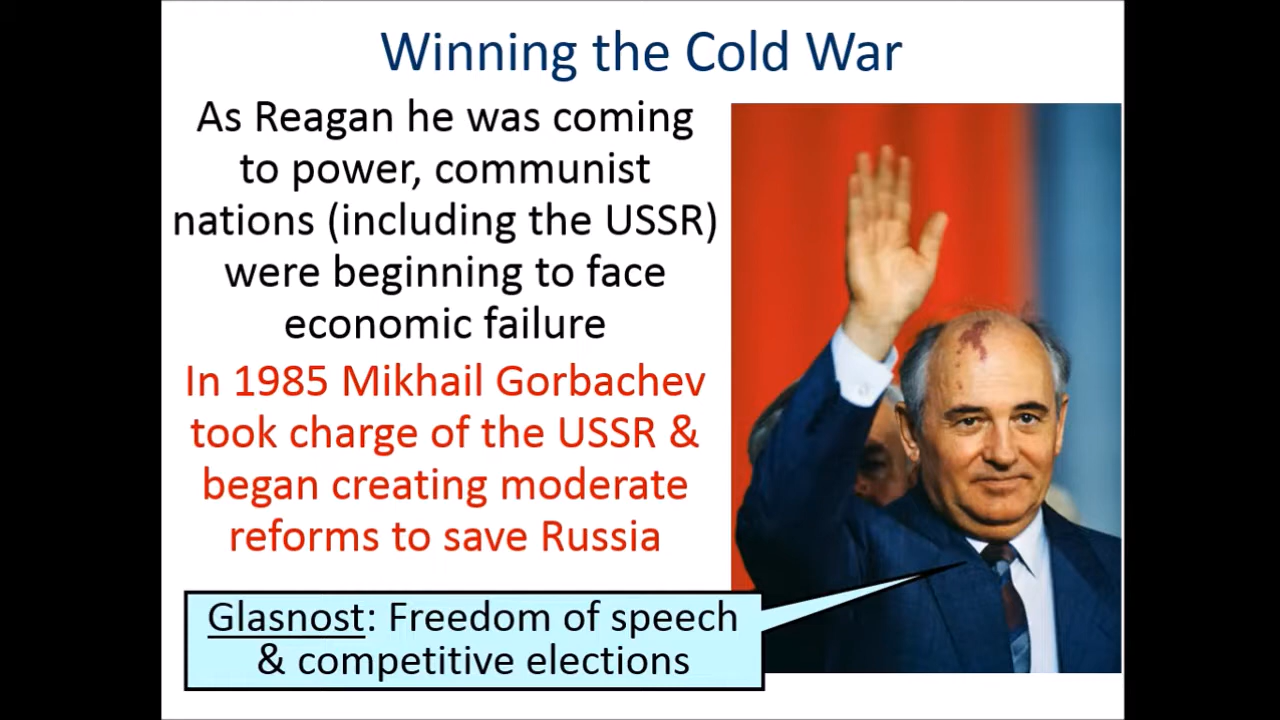 Winning the Cold War
As Reagan he was coming
to power, communist
nations (including the USSR)
were beginning to face
economic failure
In 1985 Mikhail Gorbachev
took charge of the USSR &
began creating moderate
reforms to save Russia
Glasnost: Freedom of speech
& competitive elections